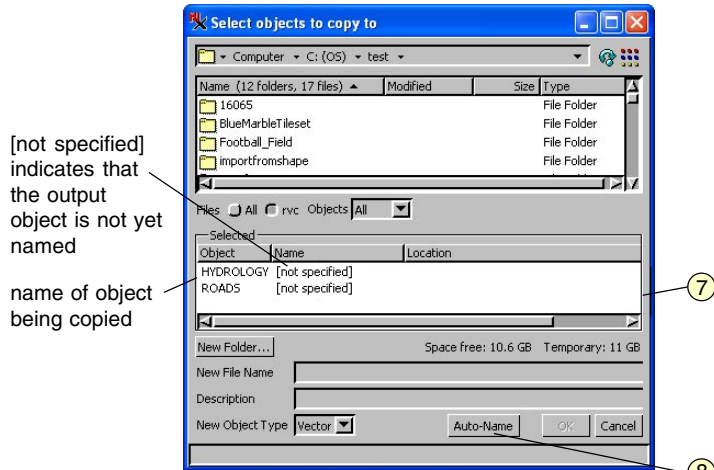 Select objects to copy to
Computer C: (OS) test
Name (12 folders, 17 files) Modified Size Type
16065 File Folder
BlueMarbleTileset File Folder
Football_Field File Folder
importfromshape File Folder
[not specified]
indicates that
the output
object is not yet
named
Files All rvc Objects All
Selected
Object Name Location
HYDROLOGY [not specified]
ROADS [not specified]
name of object
being copied
7
New Folder... Space free: 10.6 GB Temporary: 11 GB
New File Name
Description
New Object Type Vector Auto-Name OK Cancel
8